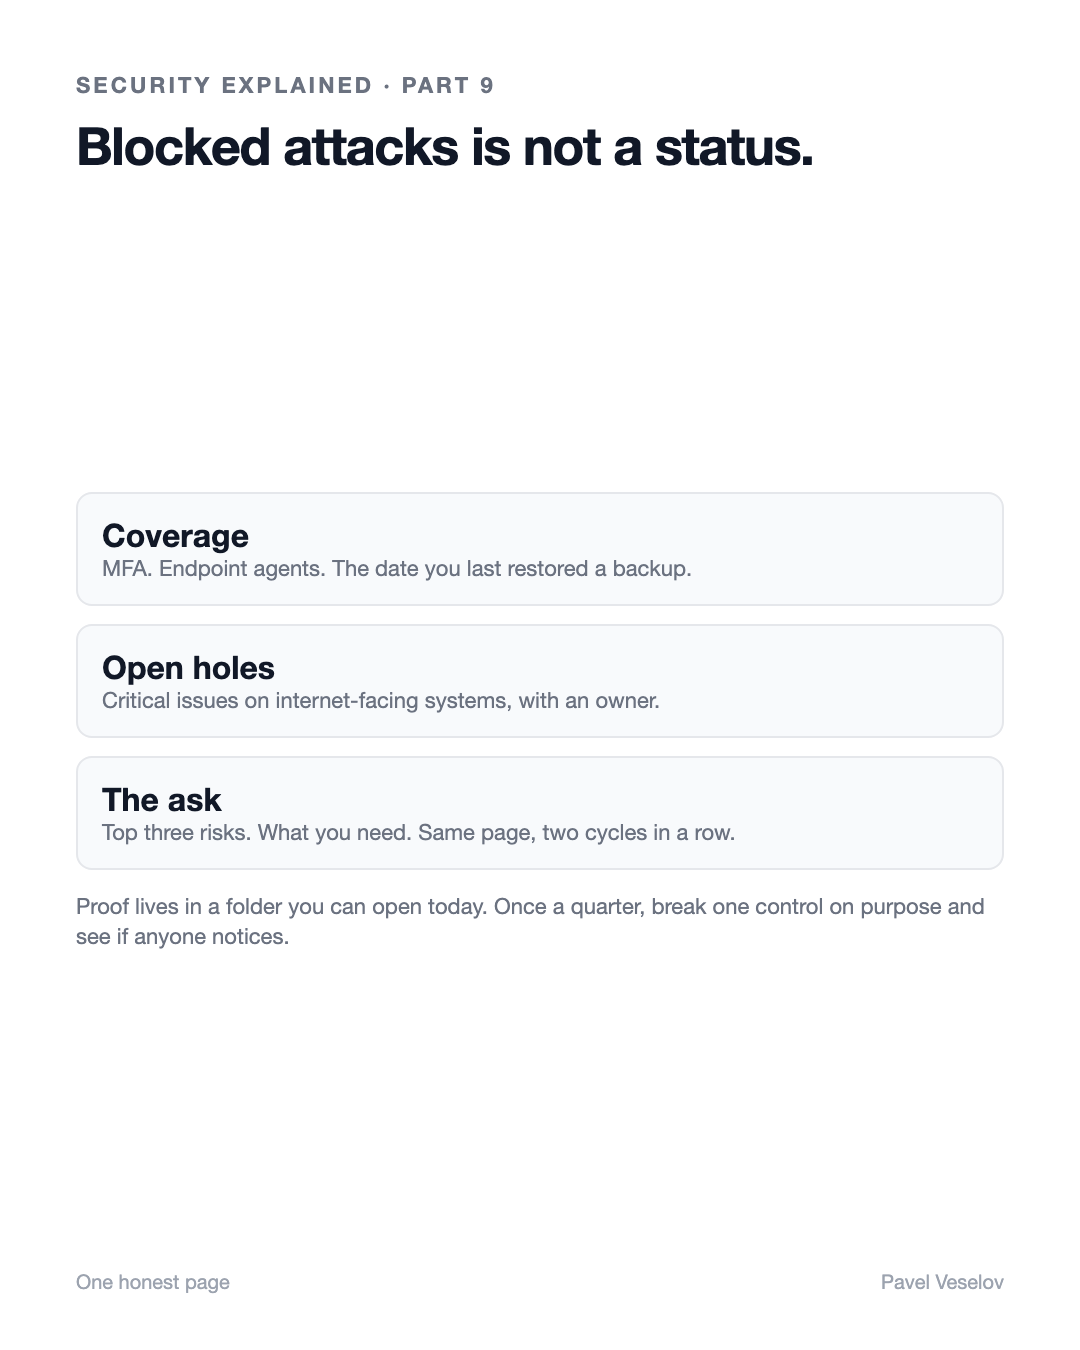 SECURITY EXPLAINED · PART 9
Blocked attacks is not a status.
Coverage
MFA. Endpoint agents. The date you last restored a backup.
Open holes
Critical issues on internet-facing systems, with an owner.
The ask
Top three risks. What you need. Same page, two cycles in a row.
Proof lives in a folder you can open today. Once a quarter, break one control on purpose and
see if anyone notices.
One honest page
Pavel Veselov